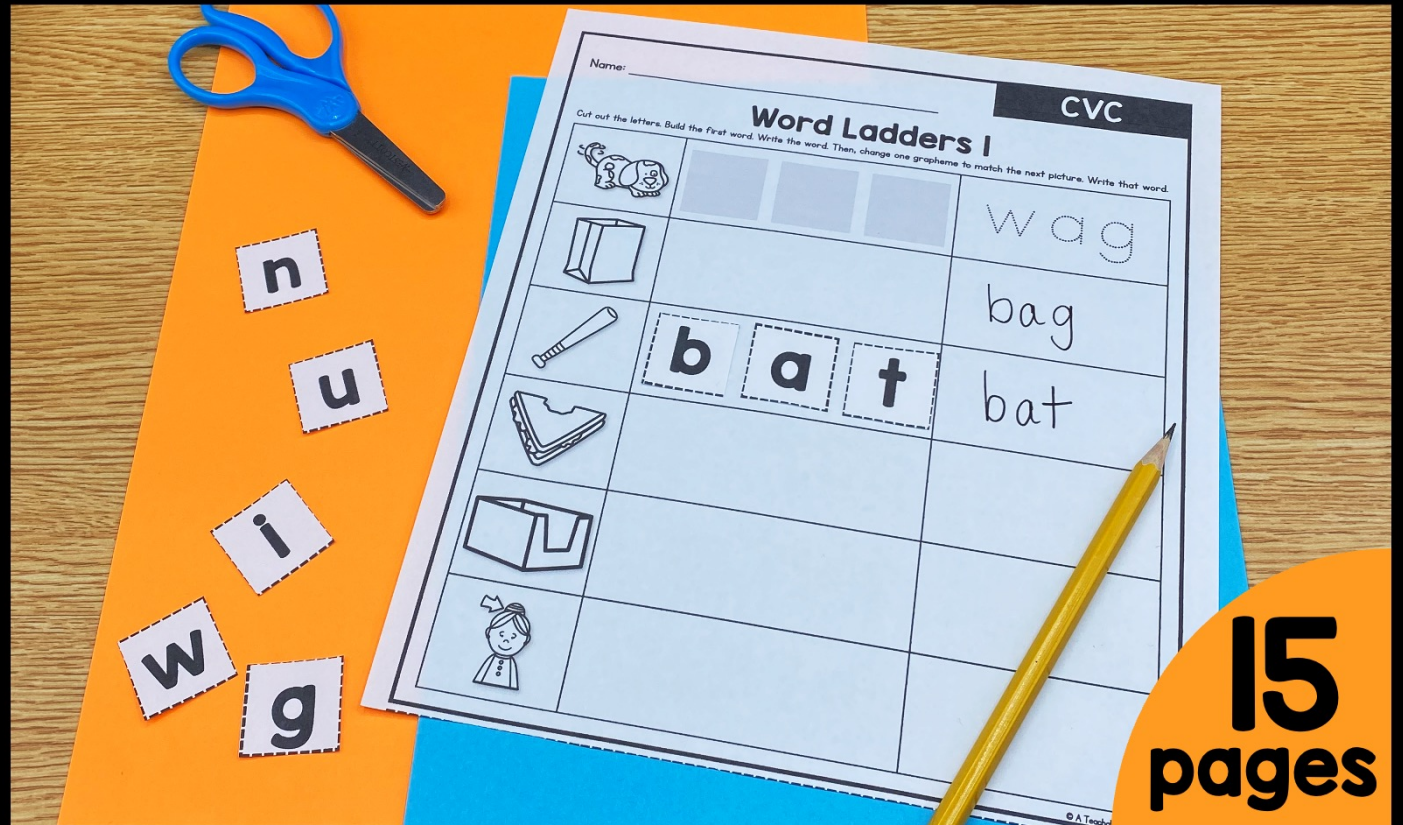 Name:
CVC
Word Ladders 1
Cut out the letters. Build the first word. Write the word. Then, change one grapheme to match the next picture. Write that word.
wag
bag
b a t
bat
n
u
i
w
g
15
pages
© A